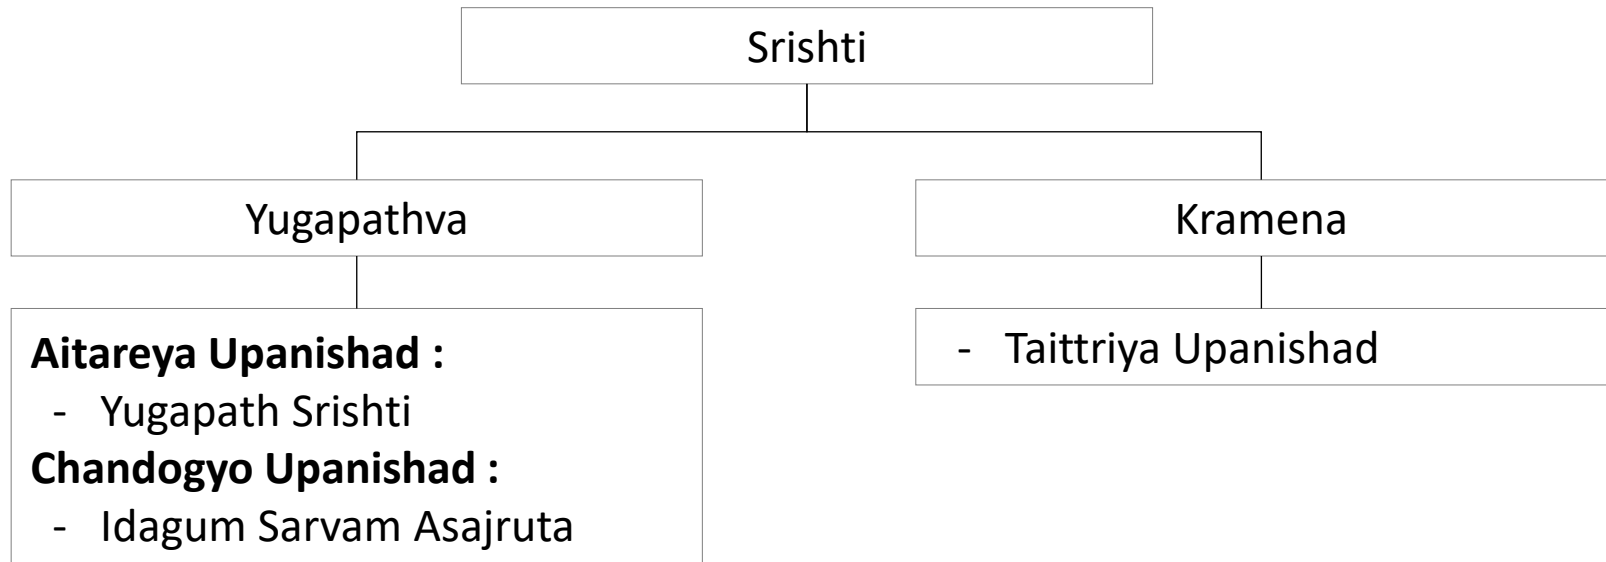 Srishti
Yugapathva
Kramena
Aitareya Upanishad :
- Yugapath Srishti
Chandogyo Upanishad :
- Idagum Sarvam Asajruta
- Taittriya Upanishad